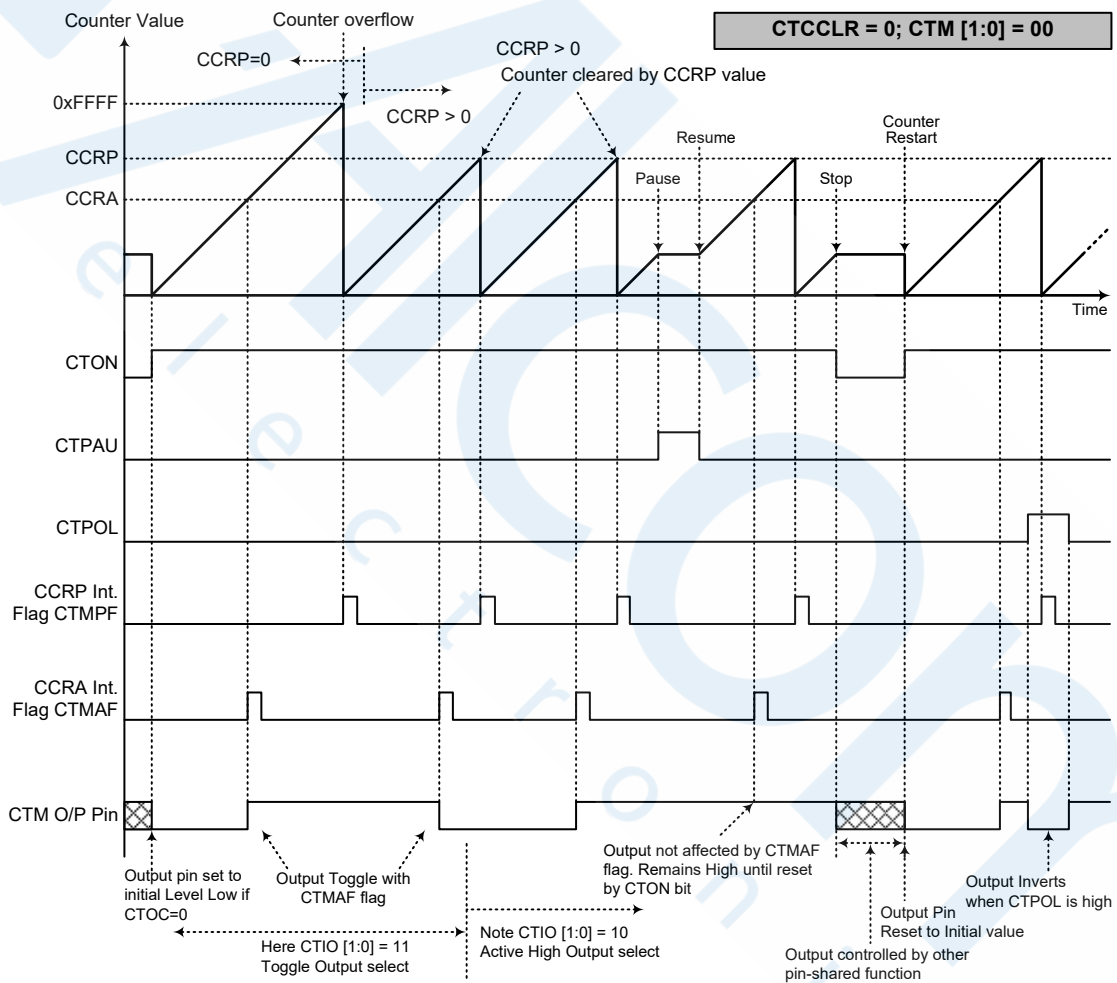 Counter Value
Counter overflow
CTCCLR = 0; CTM [1:0] = 00
CCRP=0
CCRP > 0
Counter cleared by CCRP value
CCRP > 0
0xFFFF
CCRP
CCRA
Pause
Resume
Stop
Counter
Restart
Time
CTON
CTPAU
CTPOL
CCRP Int.
Flag CTMPF
CCRA Int.
Flag CTMAF
CTM O/P Pin
Output pin set to
initial Level Low if
CTOC=0
Output Toggle with
CTMAF flag
Output not affected by CTMAF
flag. Remains High until reset
by CTON bit
Output Inverts
when CTPOL is high
Output Pin
Reset to Initial value
Here CTIO [1:0] = 11
Toggle Output select
Note CTIO [1:0] = 10
Active High Output select
Output controlled by other
pin-shared function